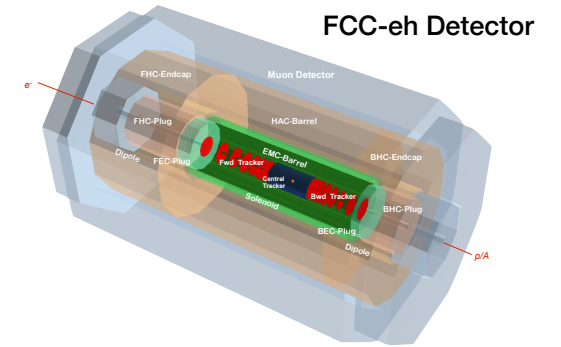 FCC-eh Detector
FHC-Endcap
Muon Detector
e-
FHC-Plug
HAC-Barrel
Dipole
FEC-Plug
Fwd Tracker
EMC-Barrel
BHC-Endcap
Central
Tracker
Bwd Tracker
Solenoid
BHC-Plug
BEC-Plug
Dipole
p/A